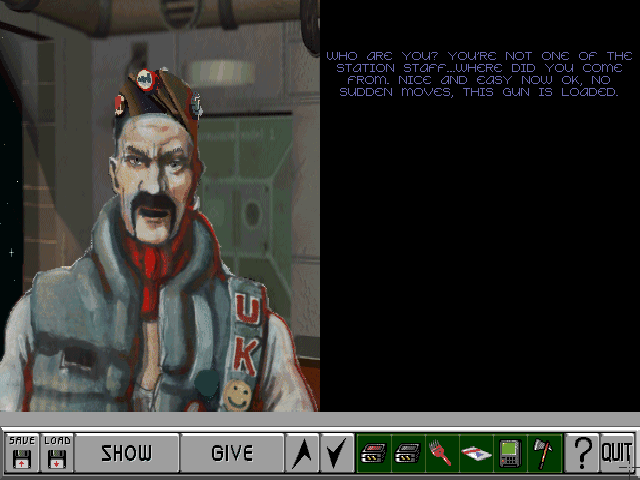 WHO ARE YOU? YOU'RE NOT ONE OF THE
STATION STAFF...WHERE DID YOU COME
FROM. NICE AND EASY NOW OK, NO
SUDDEN MOVES, THIS GUN IS LOADED.
UK
SAVE LOAD SHOW GIVE ? QUIT